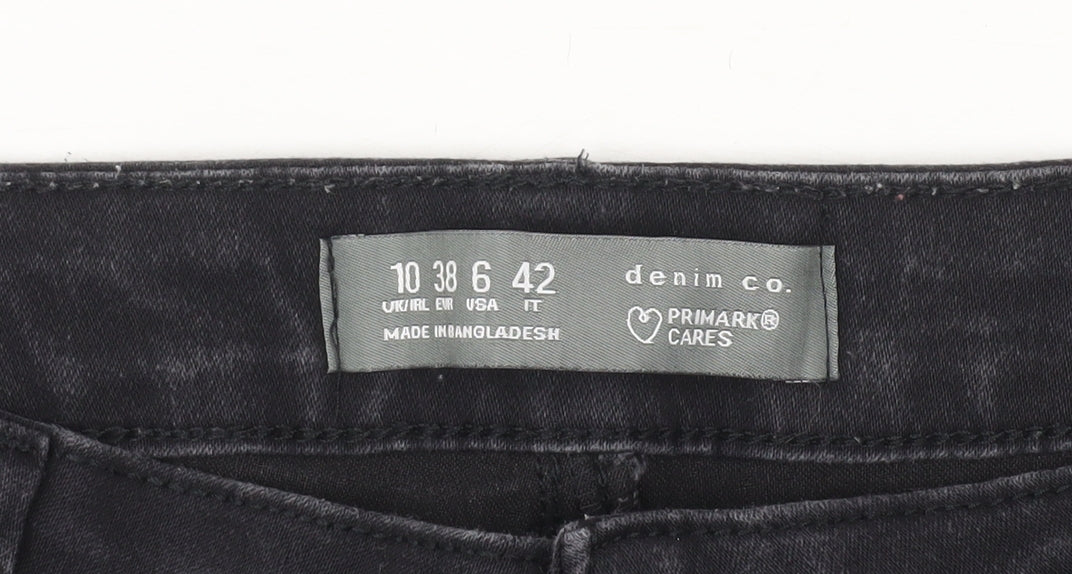 10 38 6 42
UK/IRL EUR USA IT
MADE IN BANGLADESH
denim co.
PRIMARK®
CARES